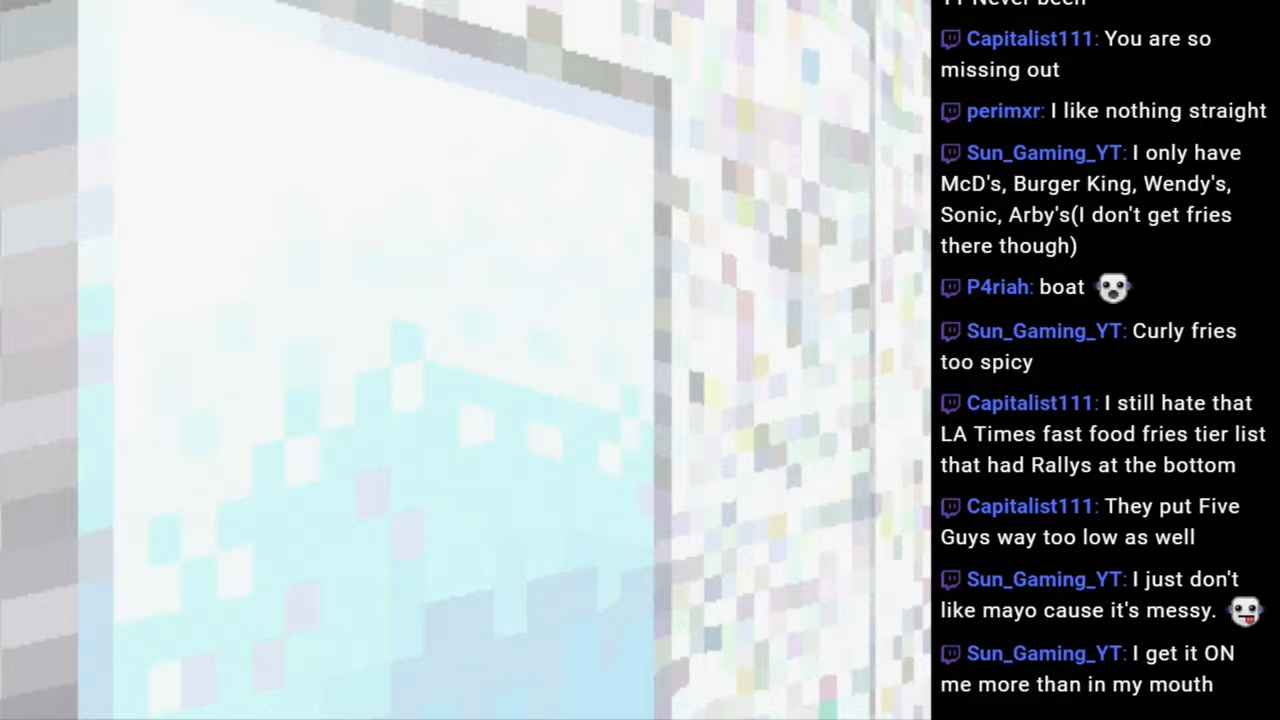 Capitalist111: You are so
missing out
perimxr: I like nothing straight
Sun_Gaming_YT: I only have
McD's, Burger King, Wendy's,
Sonic, Arby's(I don't get fries
there though)
P4riah: boat
Sun_Gaming_YT: Curly fries
too spicy
Capitalist111: I still hate that
LA Times fast food fries tier list
that had Rallys at the bottom
Capitalist111: They put Five
Guys way too low as well
Sun_Gaming_YT: I just don't
like mayo cause it's messy.
Sun_Gaming_YT: I get it ON
me more than in my mouth